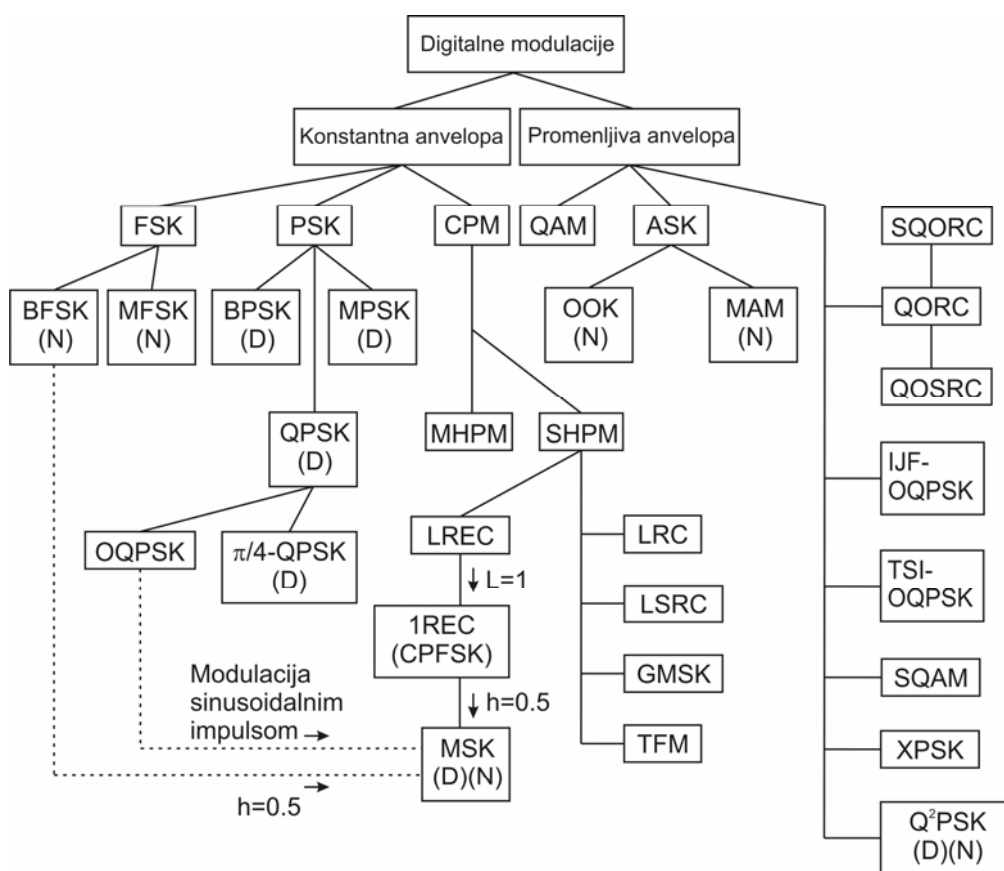 Digitalne modulacije
Konstantna anvelopa
Promenljiva anvelopa
FSK
PSK
CPM
QAM
ASK
SQORC
BFSK
(N)
MFSK
(N)
BPSK
(D)
MPSK
(D)
OOK
(N)
MAM
(N)
QORC
QOSRC
QPSK
(D)
MHPM
SHPM
IJF-
OQPSK
OQPSK
π/4-QPSK
(D)
LREC
LRC
L=1
TSI-
OQPSK
1REC
(CPFSK)
LSRC
Modulacija
sinusoidalnim
impulsom
h=0.5
GMSK
SQAM
MSK
(D)(N)
TFM
XPSK
h=0.5
Q²PSK
(D)(N)